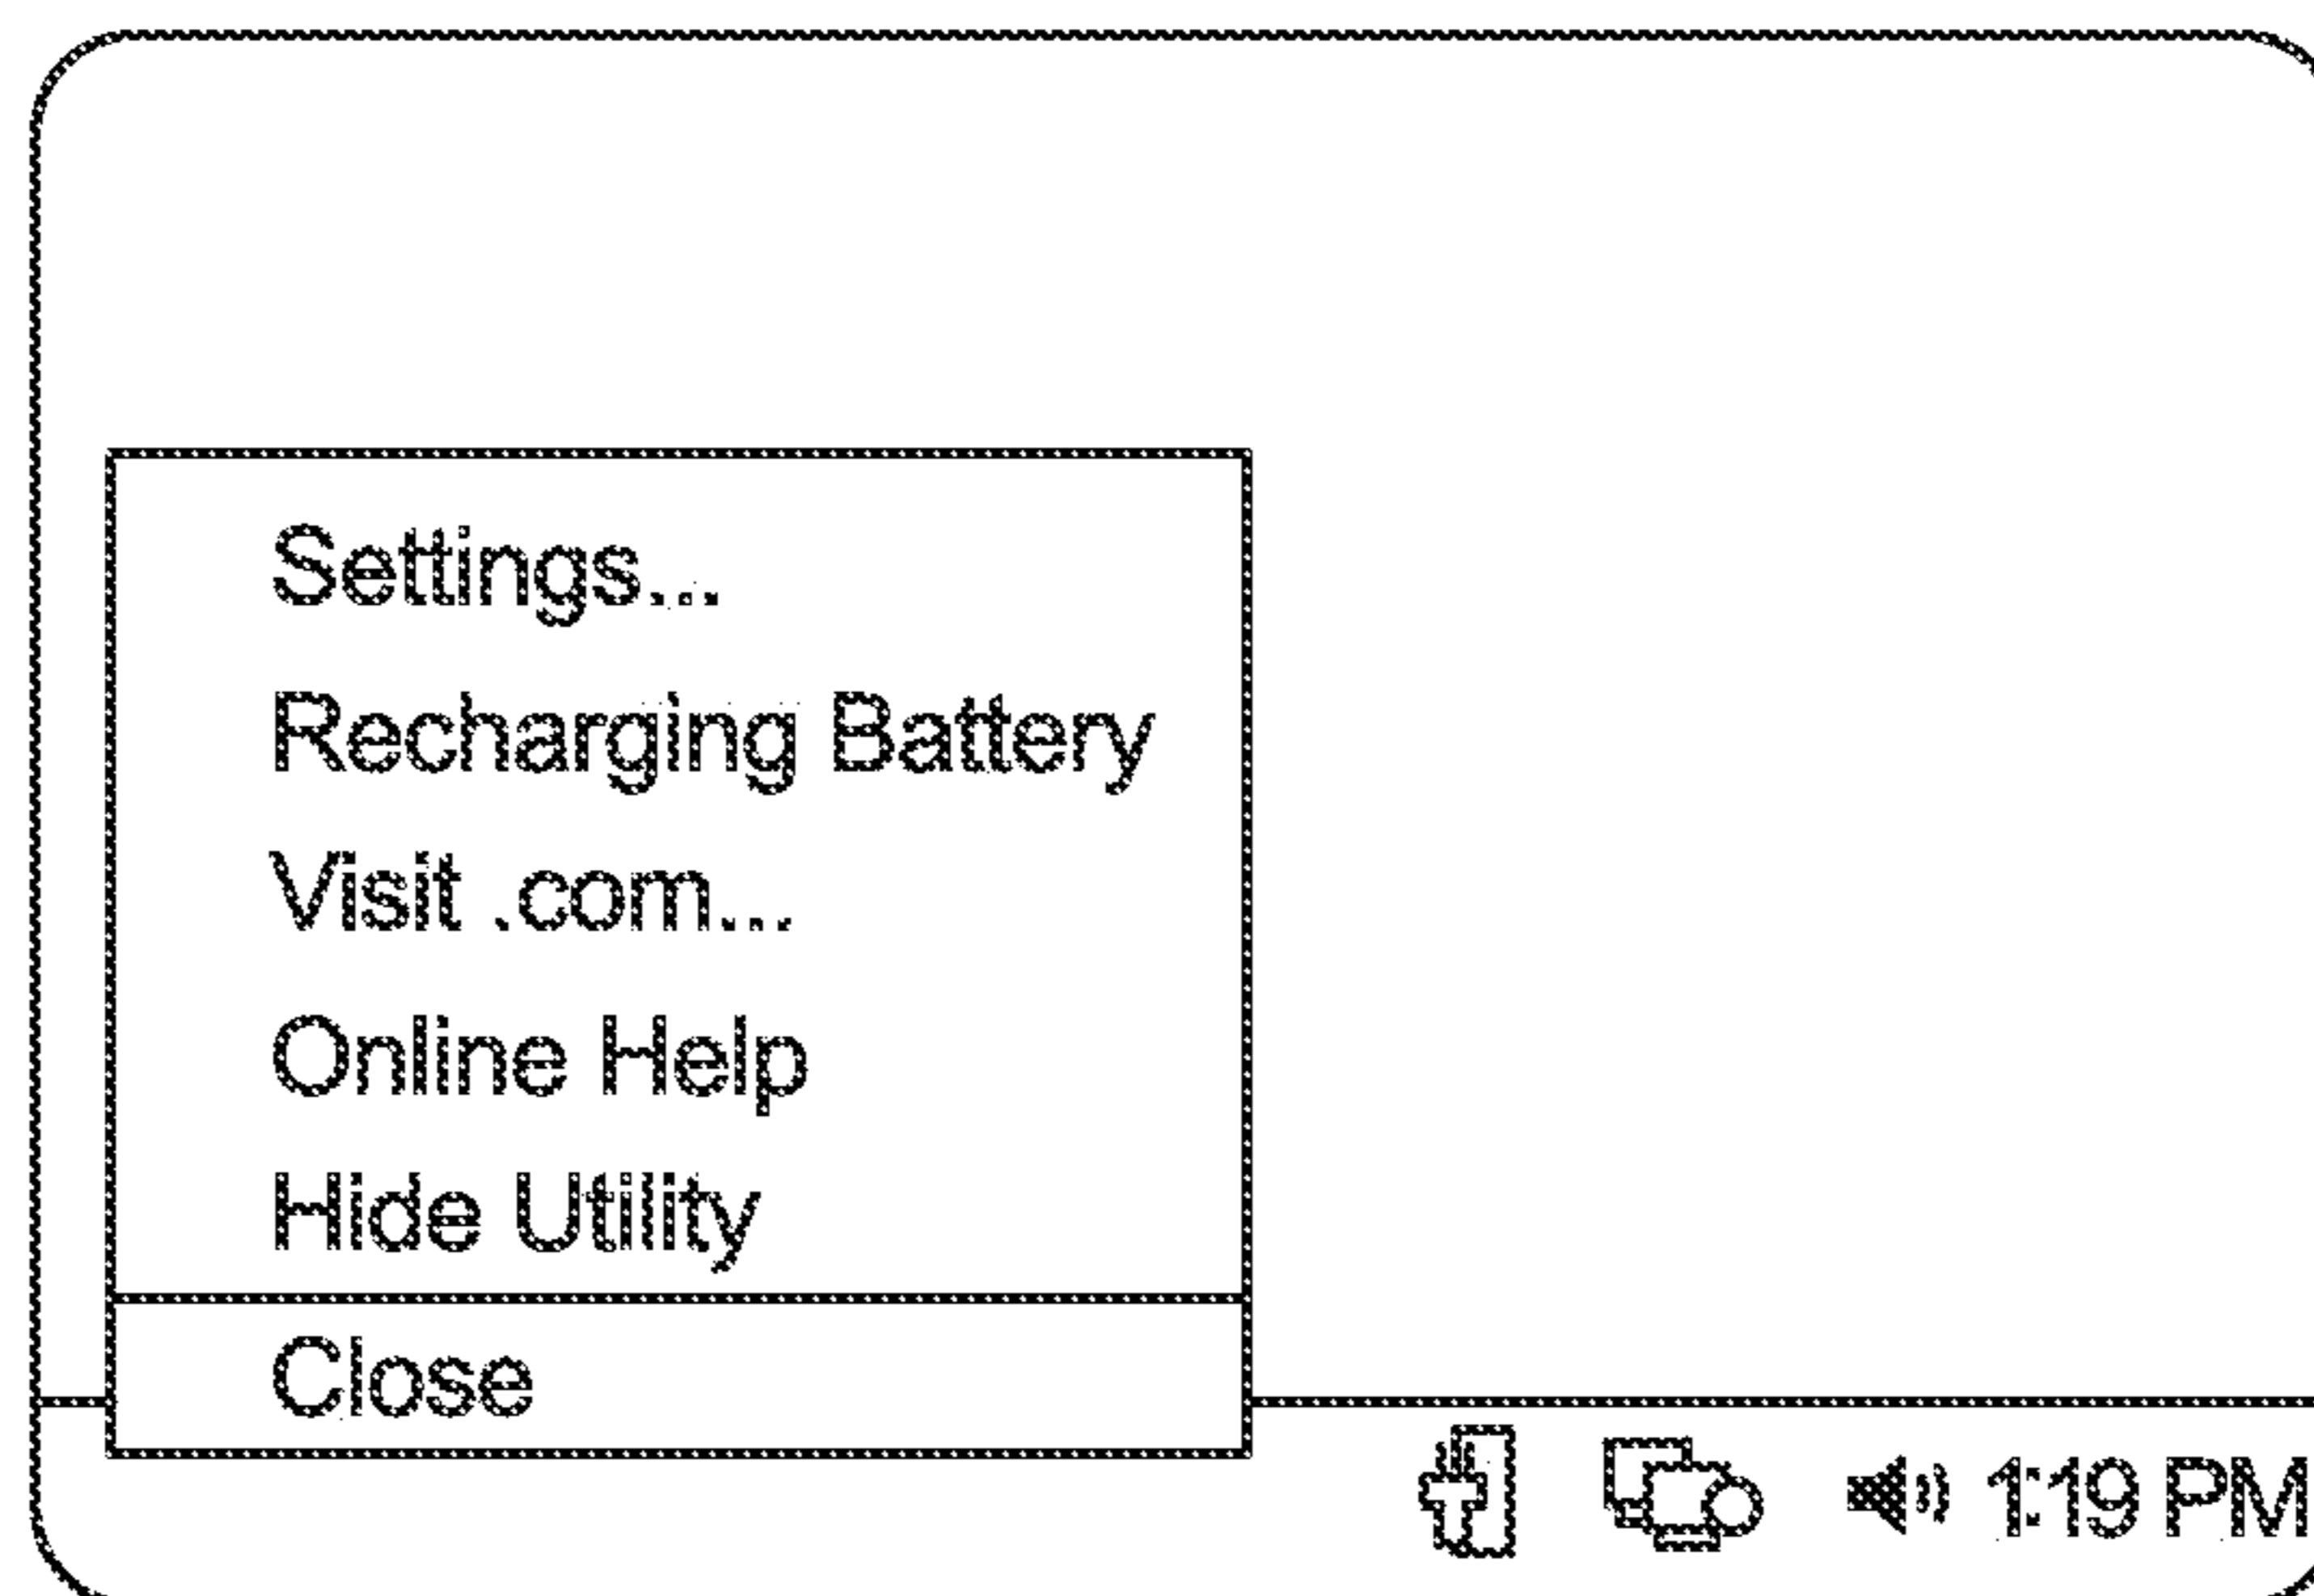 Settings...
Recharging Battery
Visit .com...
Online Help
Hide Utility
Close
1:19 PM